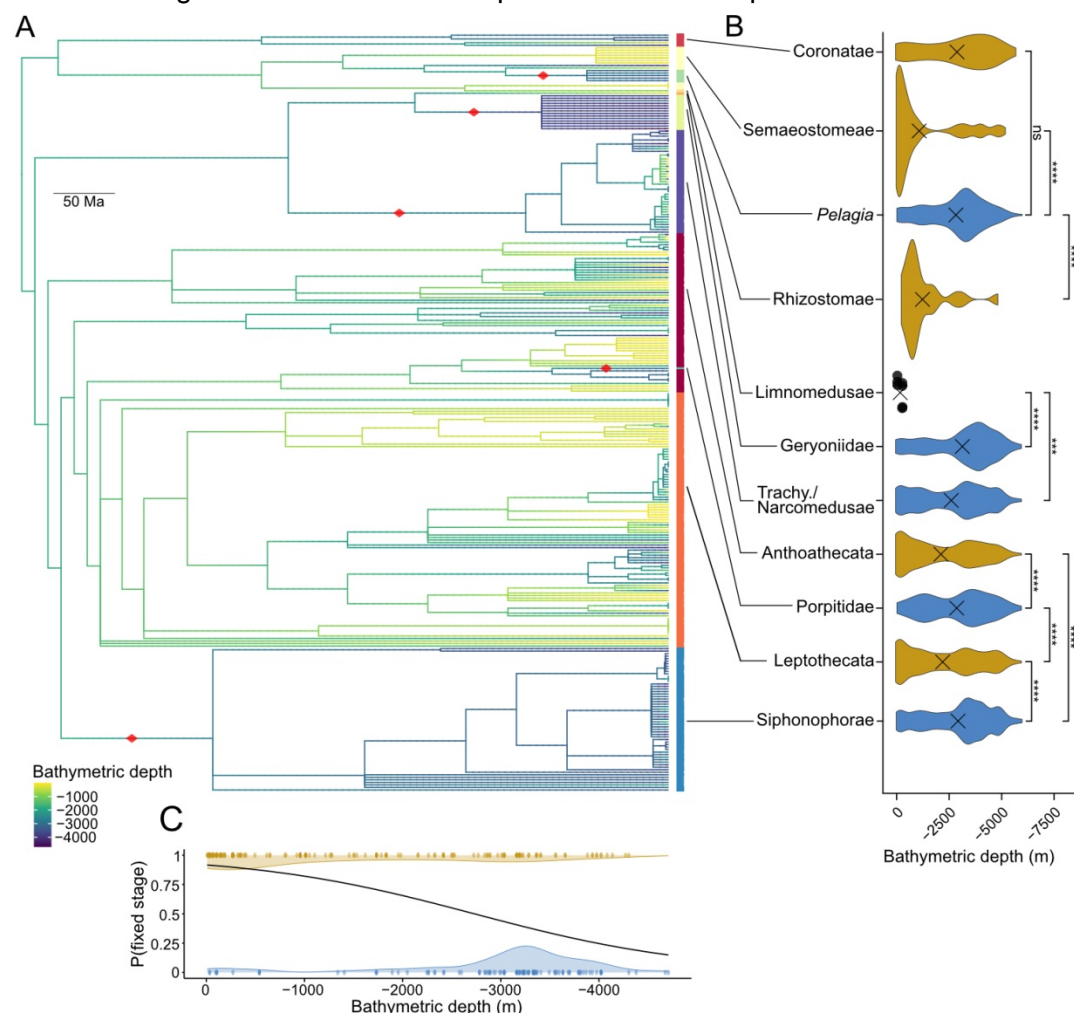 A
50 Ma
Bathymetric depth
−1000
−2000
−3000
−4000
B
Coronatae
Semaeostomeae
Pelagia
Rhizostomae
Limnomedusae
Geryoniidae
Trachy./
Narcomedusae
Anthoathecata
Porpitidae
Leptothecata
Siphonophorae
ns
****
****
****
***
****
****
****
****
0
−2500
−5000
−7500
Bathymetric depth (m)
C
P(fixed stage)
1
0.75
0.5
0.25
0
0
−1000
−2000
−3000
−4000
Bathymetric depth (m)